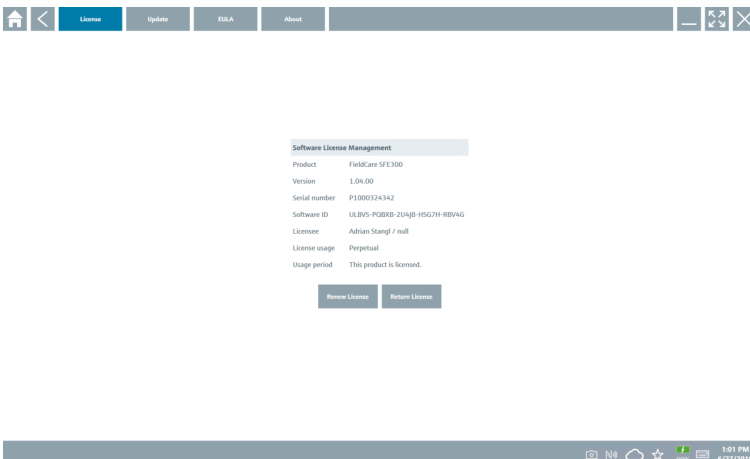 License Update EULA About
Software License Management
Product FieldCare SFE300
Version 1.04.00
Serial number P1000324342
Software ID ULBVS-PQBXB-2U4JB-HSG7H-RBV4G
Licensee Adrian Stangl / null
License usage Perpetual
Usage period This product is licensed.
Renew License Return License
1:01 PM